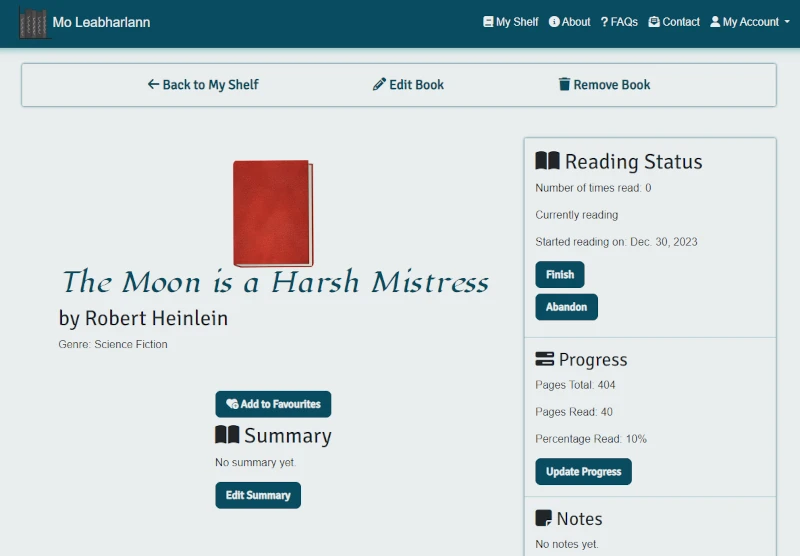 Mo Leabharlann
My Shelf About FAQs Contact My Account
Back to My Shelf Edit Book Remove Book
The Moon is a Harsh Mistress
by Robert Heinlein
Genre: Science Fiction
Add to Favourites
Summary
No summary yet.
Edit Summary
Reading Status
Number of times read: 0
Currently reading
Started reading on: Dec. 30, 2023
Finish
Abandon
Progress
Pages Total: 404
Pages Read: 40
Percentage Read: 10%
Update Progress
Notes
No notes yet.